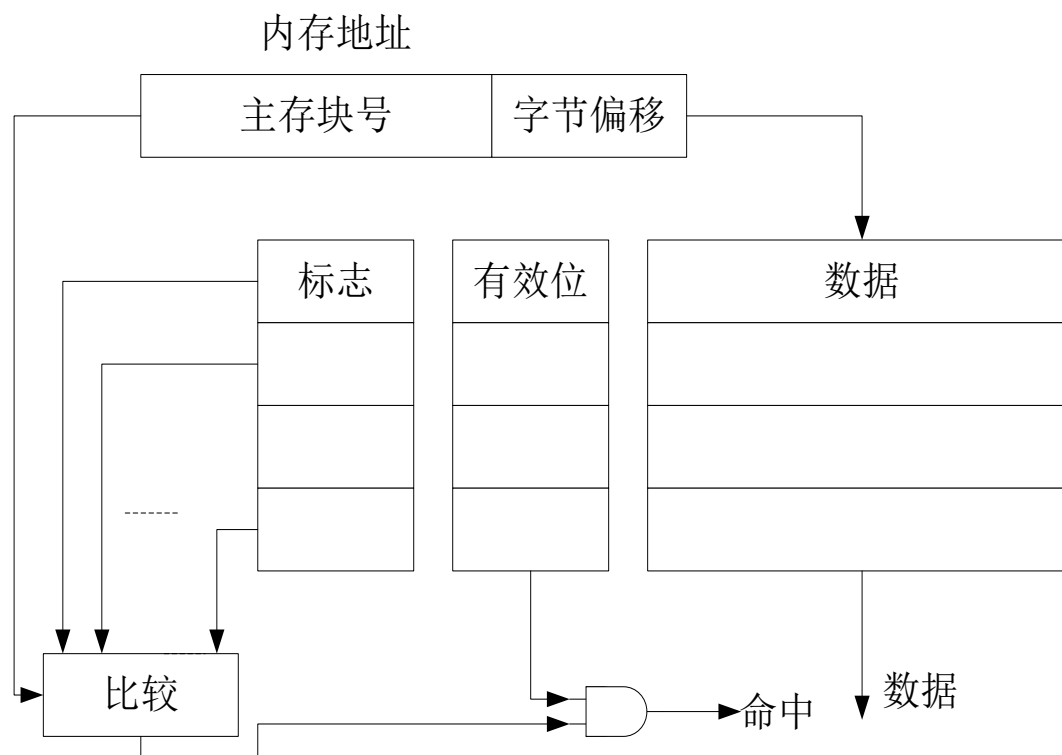 内存地址
主存块号 字节偏移
标志 有效位 数据
比较 命中 数据